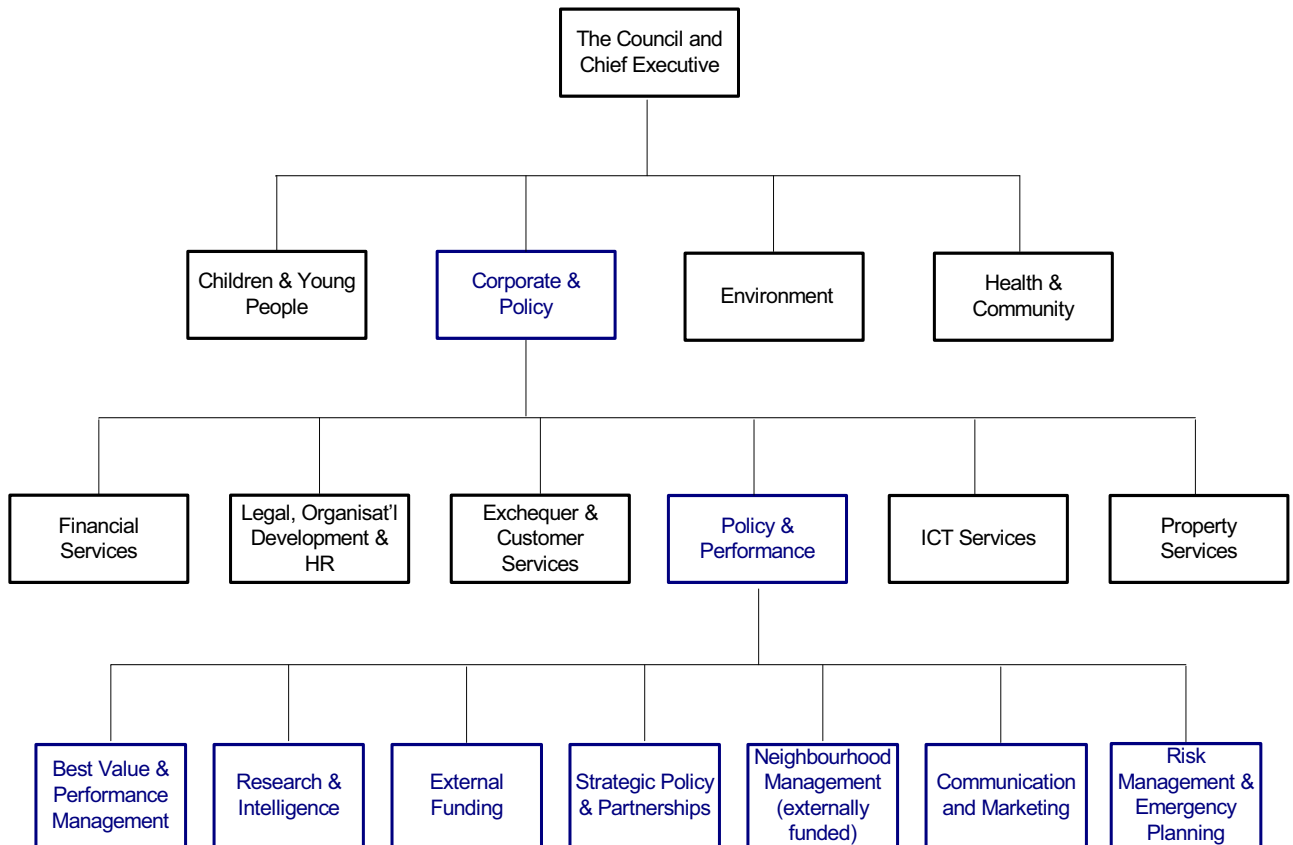 The Council and
Chief Executive
Children & Young
People
Corporate &
Policy
Environment
Health &
Community
Financial
Services
Legal, Organisat'l
Development &
HR
Exchequer &
Customer
Services
Policy &
Performance
ICT Services
Property
Services
Best Value &
Performance
Management
Research &
Intelligence
External
Funding
Strategic Policy
& Partnerships
Neighbourhood
Management
(externally
funded)
Communication
and Marketing
Risk
Management &
Emergency
Planning